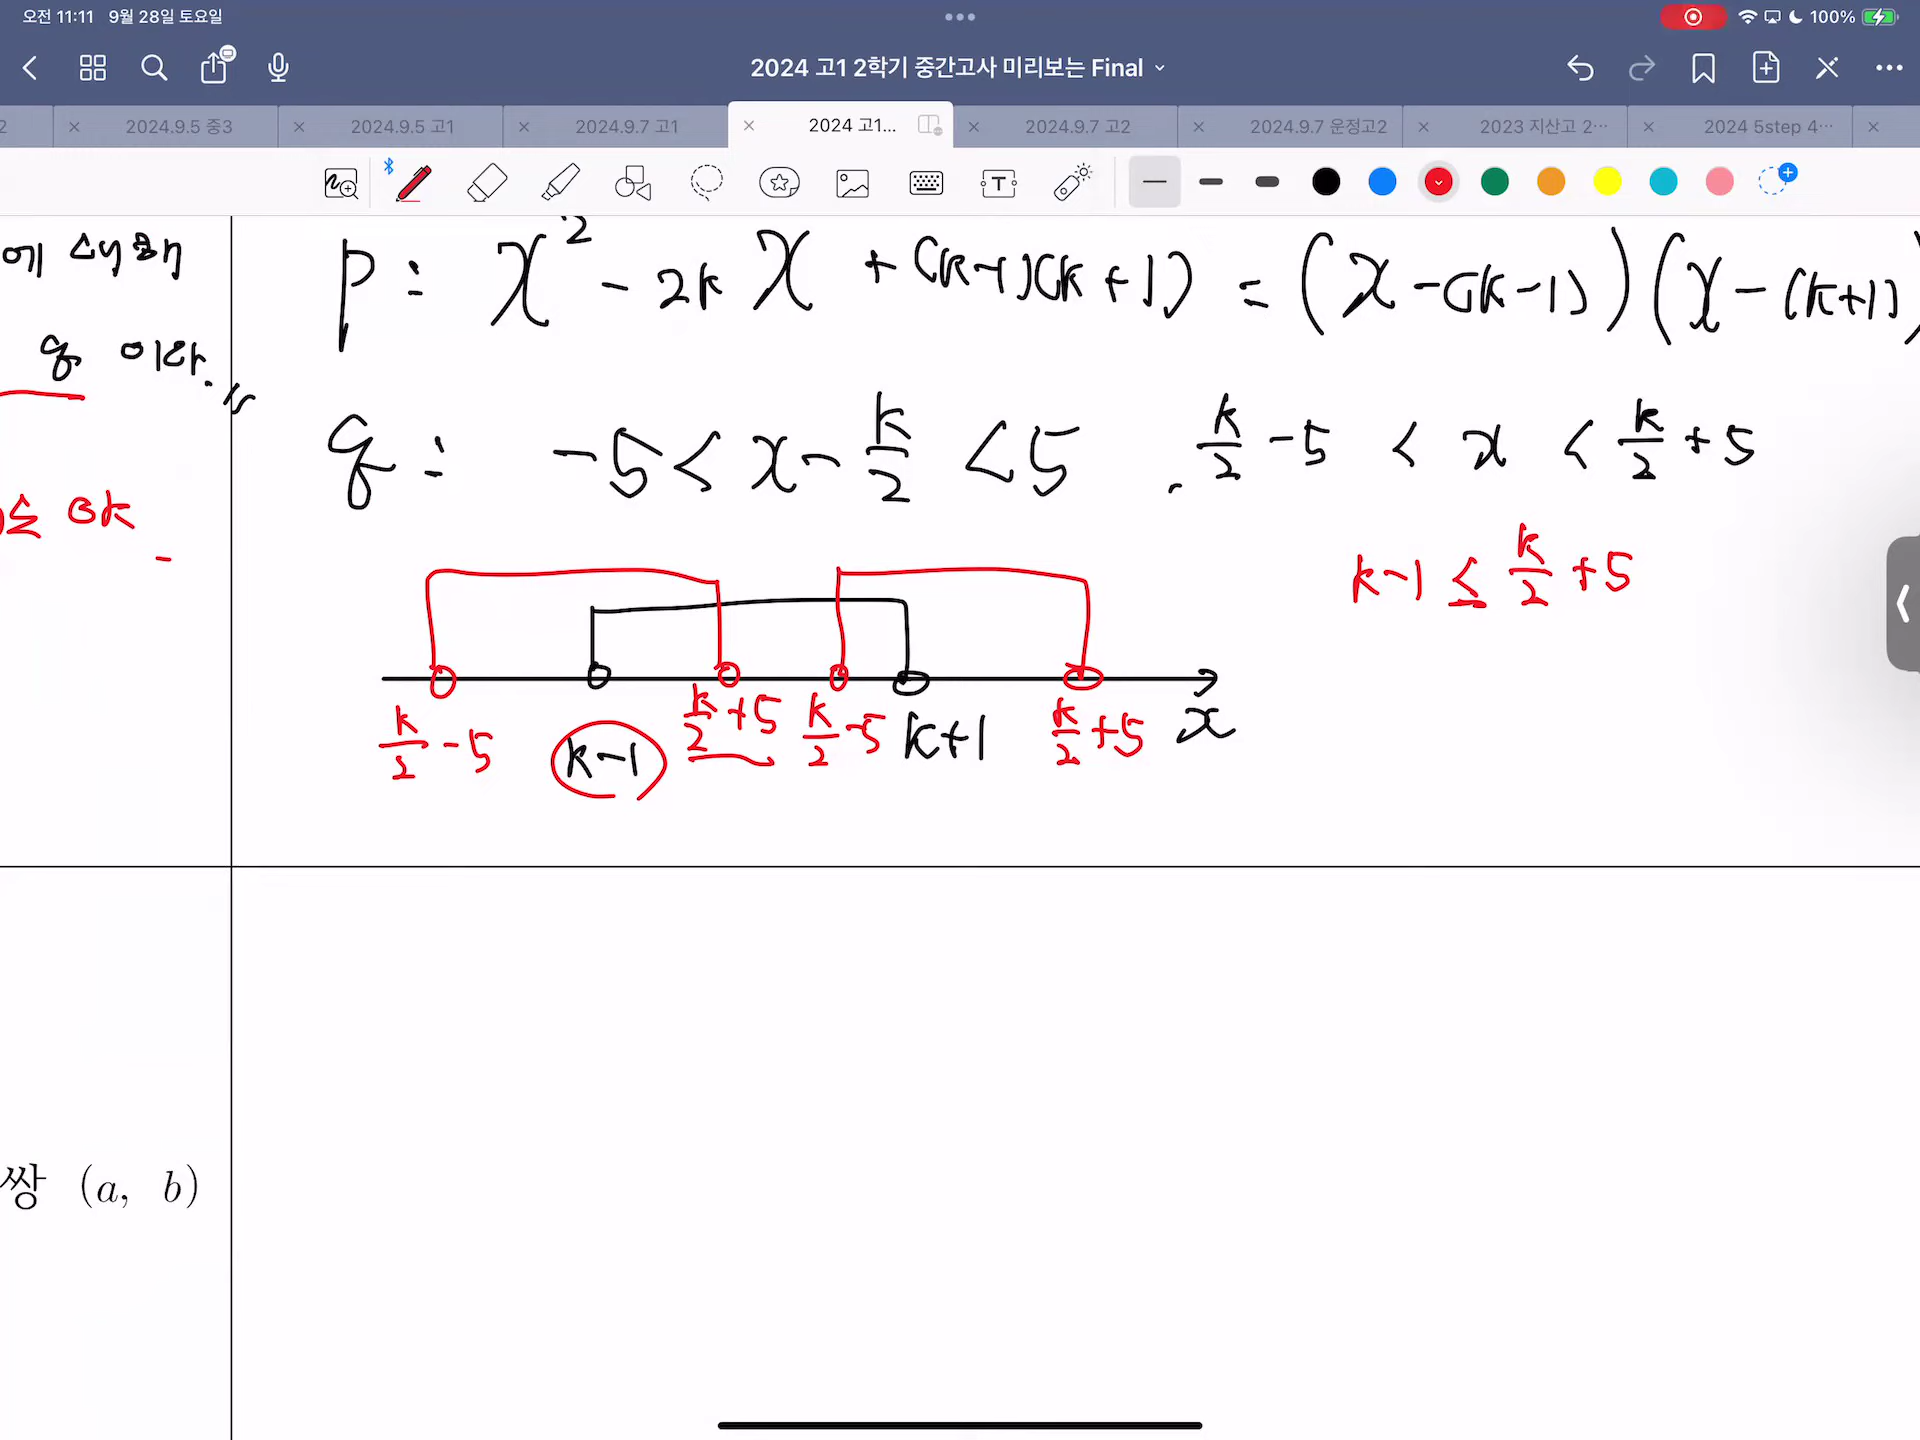 오전 11:11 9월 28일 토요일
100%
2024 고1 2학기 중간고사 미리보는 Final
2
2024.9.5 중3
2024.9.5 고1
2024.9.7 고1
2024 고1...
2024.9.7 고2
2024.9.7 운정고2
2023 지산고 2…
2024 5step 4…
에 대해
P : x² - 2k x + (k-1)(k+1) = (x-(k-1))(x-(k+1)
q 이다.
q : -5 < x - k/2 < 5 . k/2 - 5 < x < k/2 + 5
OK
k-1 ≤ k/2 + 5
k/2 - 5 k-1 k/2 + 5 k/2 - 5 k+1 k/2 + 5 x
쌍 (a, b)